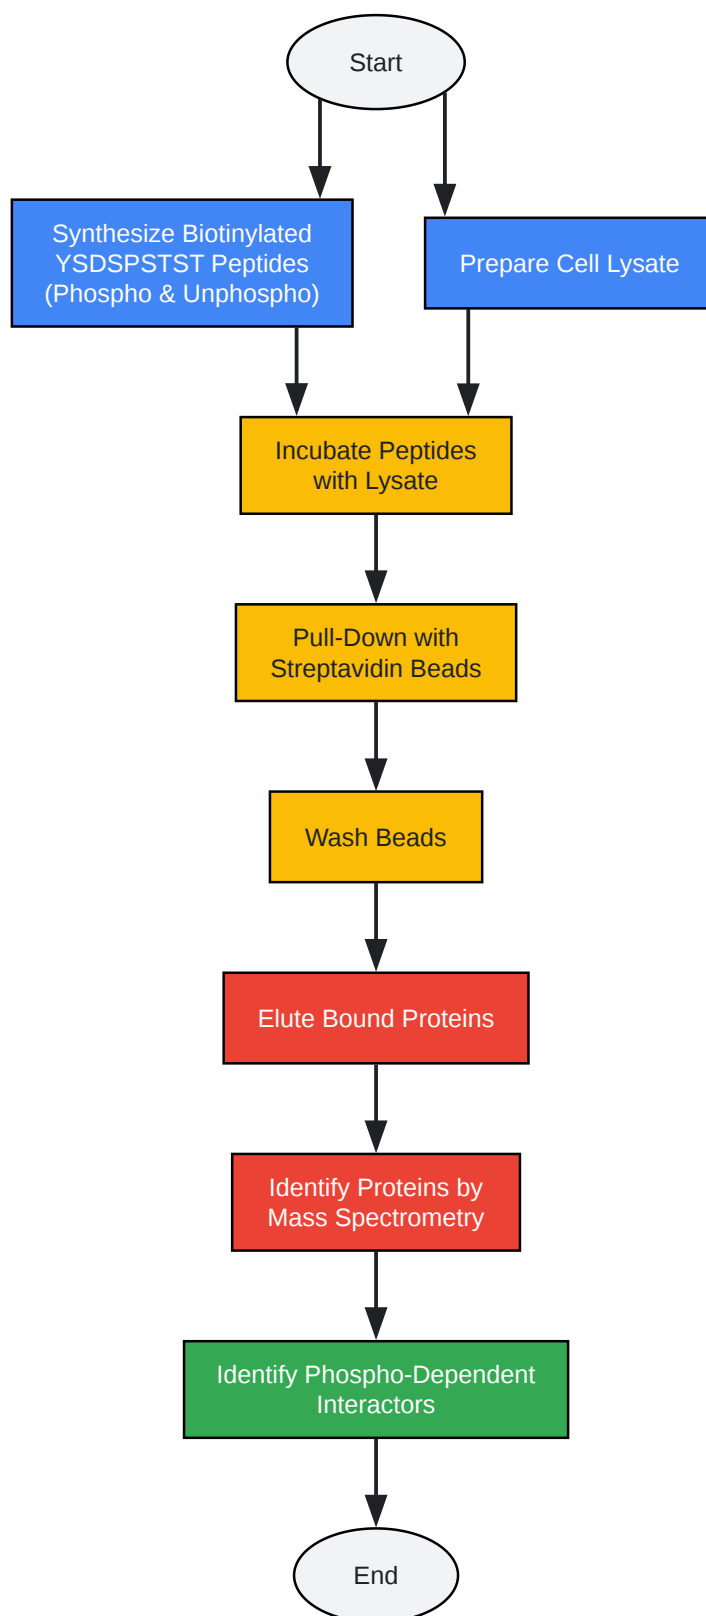 Start
Synthesize Biotinylated
YSDSPSTST Peptides
(Phospho & Unphospho)
Prepare Cell Lysate
Incubate Peptides
with Lysate
Pull-Down with
Streptavidin Beads
Wash Beads
Elute Bound Proteins
Identify Proteins by
Mass Spectrometry
Identify Phospho-Dependent
Interactors
End